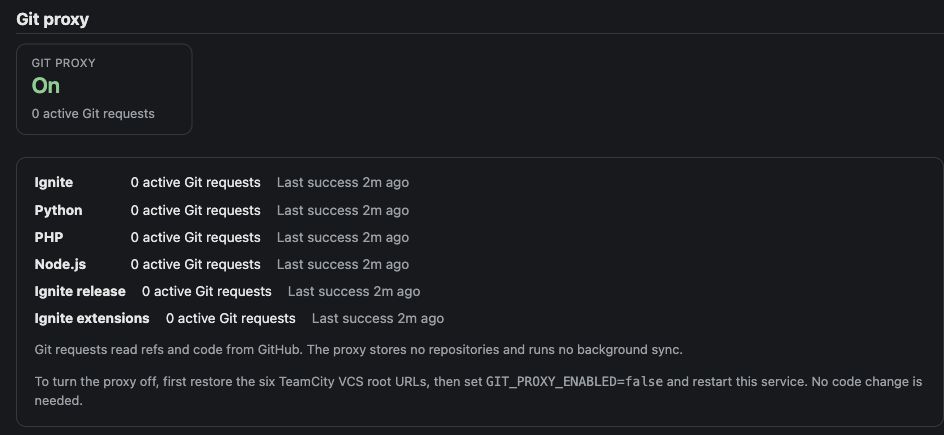 Git proxy
GIT PROXY
On
0 active Git requests
Ignite 0 active Git requests Last success 2m ago
Python 0 active Git requests Last success 2m ago
PHP 0 active Git requests Last success 2m ago
Node.js 0 active Git requests Last success 2m ago
Ignite release 0 active Git requests Last success 2m ago
Ignite extensions 0 active Git requests Last success 2m ago
Git requests read refs and code from GitHub. The proxy stores no repositories and runs no background sync.
To turn the proxy off, first restore the six TeamCity VCS root URLs, then set GIT_PROXY_ENABLED=false and restart this service. No code change is
needed.